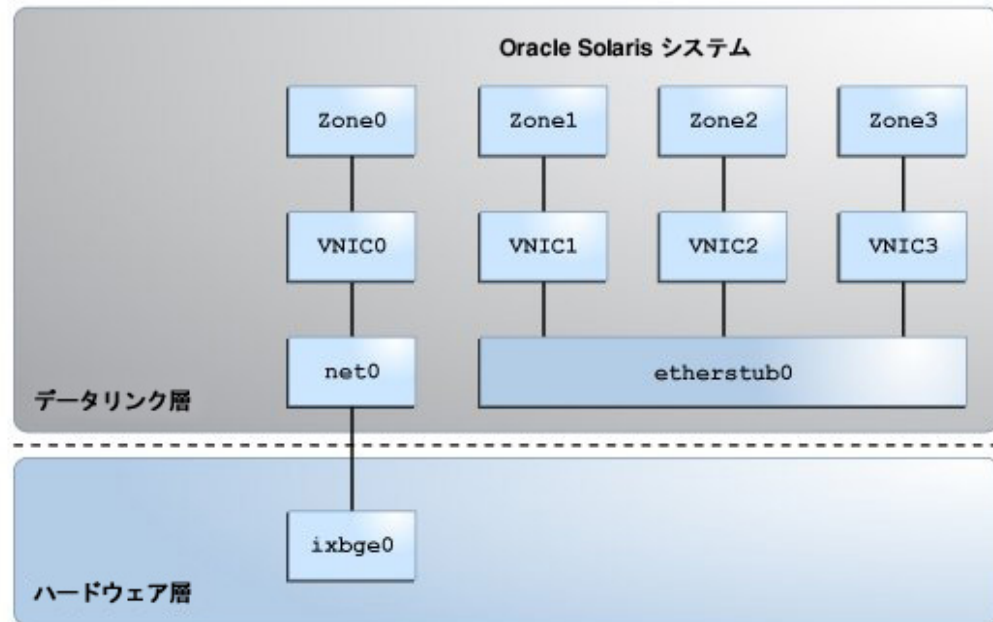 Oracle Solaris システム
Zone0
Zone1
Zone2
Zone3
VNIC0
VNIC1
VNIC2
VNIC3
net0
etherstub0
データリンク層
ixbge0
ハードウェア層